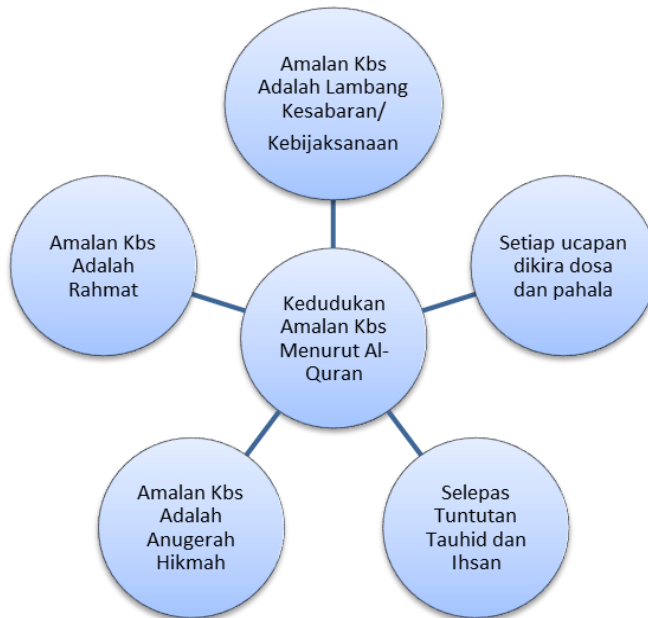 Amalan Kbs
Adalah Lambang
Kesabaran/
Kebijaksanaan
Amalan Kbs
Adalah
Rahmat
Setiap ucapan
dikira dosa
dan pahala
Kedudukan
Amalan Kbs
Menurut Al-
Quran
Amalan Kbs
Adalah
Anugerah
Hikmah
Selepas
Tuntutan
Tauhid dan
Ihsan